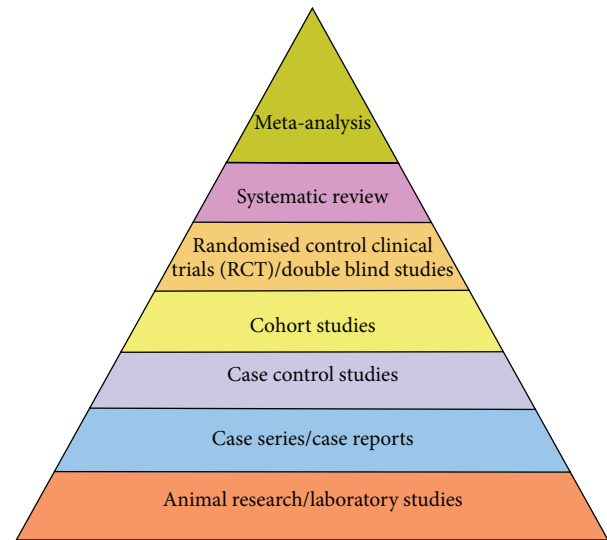 Meta-analysis
Systematic review
Randomised control clinical
trials (RCT)/double blind studies
Cohort studies
Case control studies
Case series/case reports
Animal research/laboratory studies